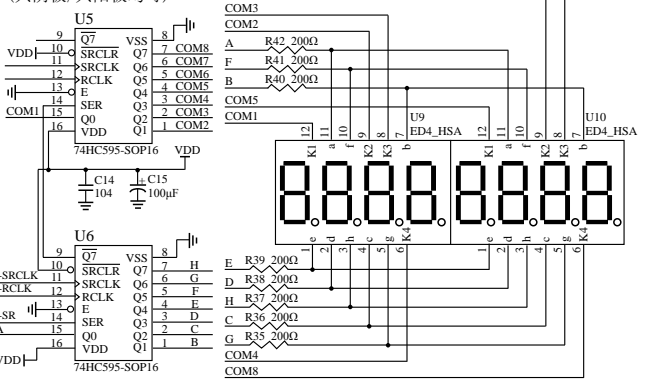 U5
9 Q7 VSS 8
VDD 10 SRCLR Q7 7 COM8
11 SRCLK Q6 6 COM7
12 RCLK Q5 5 COM6
13 E Q4 4 COM5
14 SER Q3 3 COM4
COM1 15 Q0 Q2 2 COM3
16 VDD Q1 1 COM2
74HC595-SOP16
VDD
C14
104
C15
100μF
U6
9 Q7 VSS 8
10 SRCLR Q7 7 H
SRCLK 11 SRCLK Q6 6 G
RCLK 12 RCLK Q5 5 F
13 E Q4 4 E
SR 14 SER Q3 3 D
A 15 Q0 Q2 2 C
VDD 16 VDD Q1 1 B
74HC595-SOP16
COM3
COM2
A R42 200Ω
F R41 200Ω
B R40 200Ω
COM5
COM1
U9
ED4_HSA
U10
ED4_HSA
12 11 10 9 8 7
K1 a f K2 K3 b
12 11 10 9 8 7
K1 a f K2 K3 b
e d h c g K4
1 2 3 4 5 6
e d h c g K4
1 2 3 4 5 6
E R39 200Ω
D R38 200Ω
H R37 200Ω
C R36 200Ω
G R35 200Ω
COM4
COM8